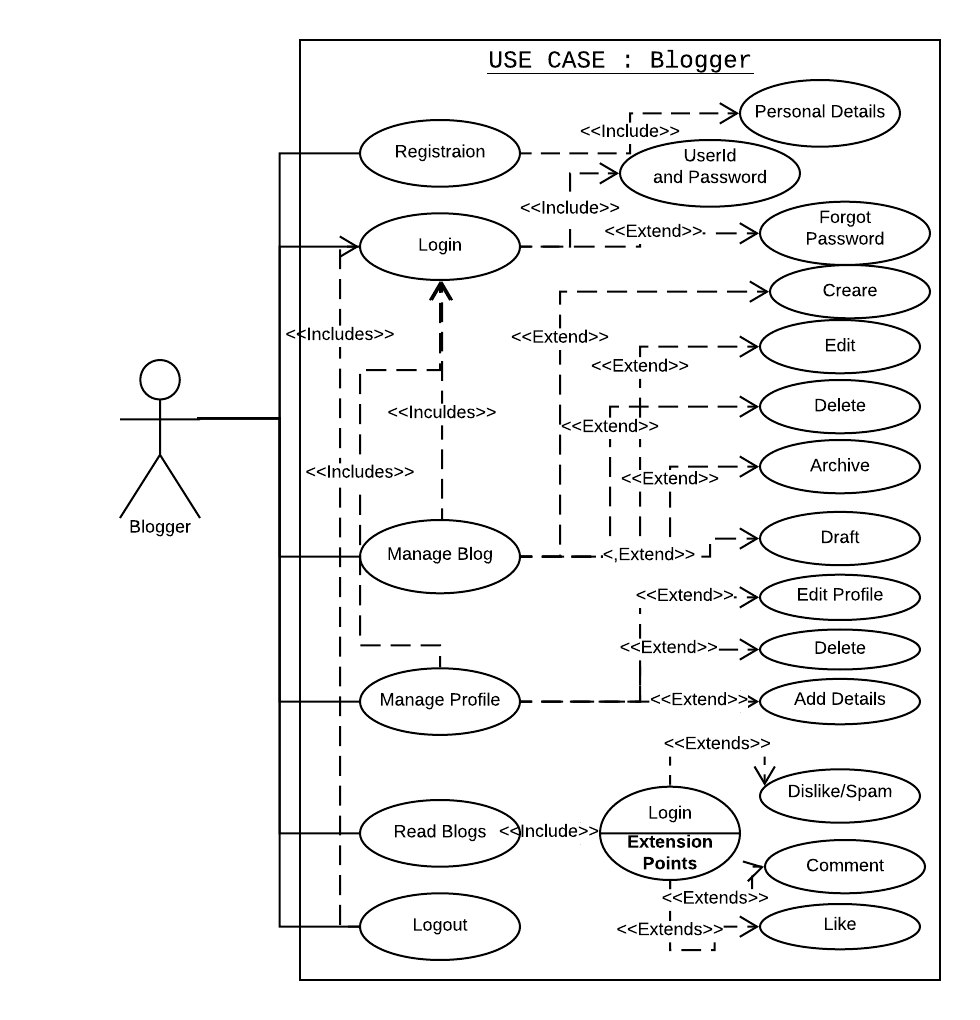 USE CASE : Blogger
Personal Details
<<Include>>
Registraion
UserId
and Password
<<Include>>
Forgot
Password
<<Extend>>
Login
Creare
<<Includes>>
<<Extend>>
Edit
<<Extend>>
Delete
<<Inculdes>>
<<Extend>>
Archive
<<Includes>>
<<Extend>>
Blogger
Draft
Manage Blog
<,Extend>>
<<Extend>>
Edit Profile
<<Extend>>
Delete
Manage Profile
<<Extend>>
Add Details
<<Extends>>
Dislike/Spam
Login
Read Blogs
<<Include>>
Extension
Points
Comment
<<Extends>>
Logout
<<Extends>>
Like